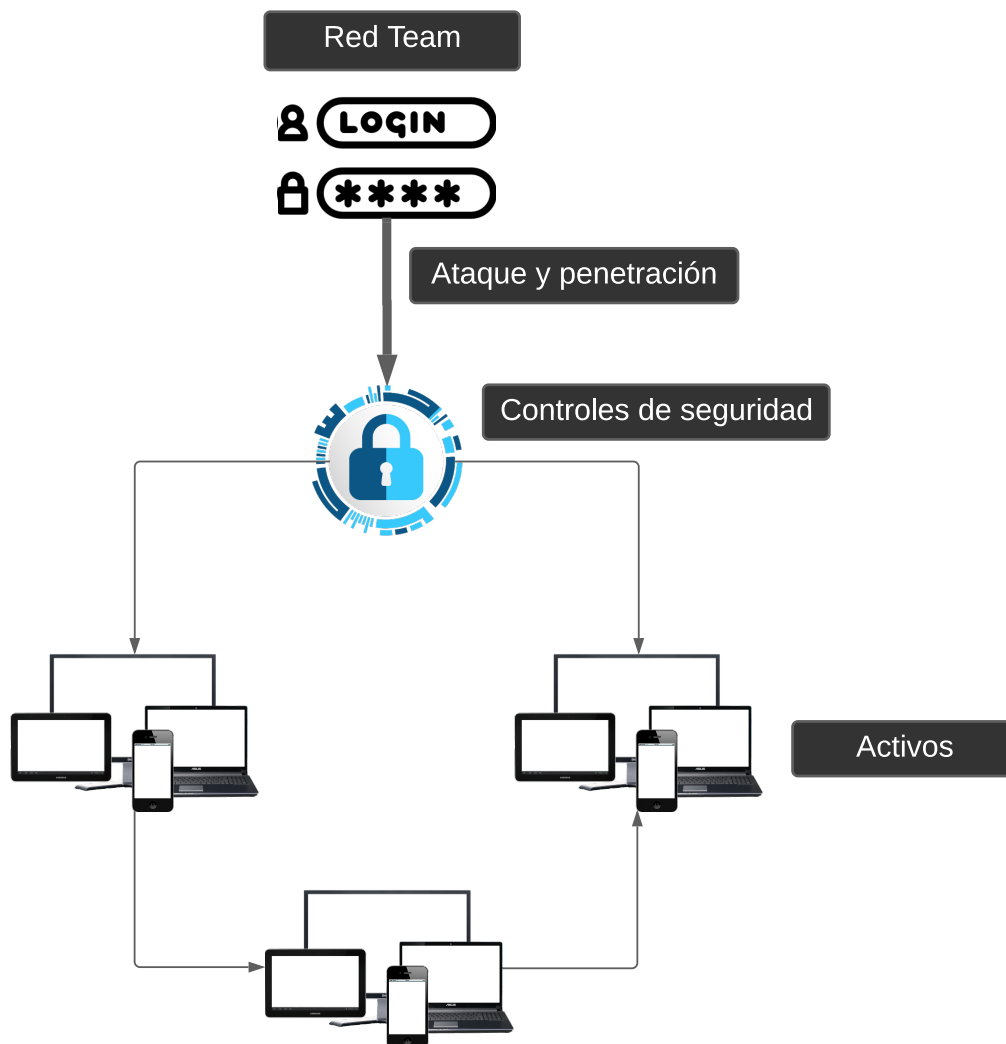 Red Team
LOGIN
****
Ataque y penetración
Controles de seguridad
Activos